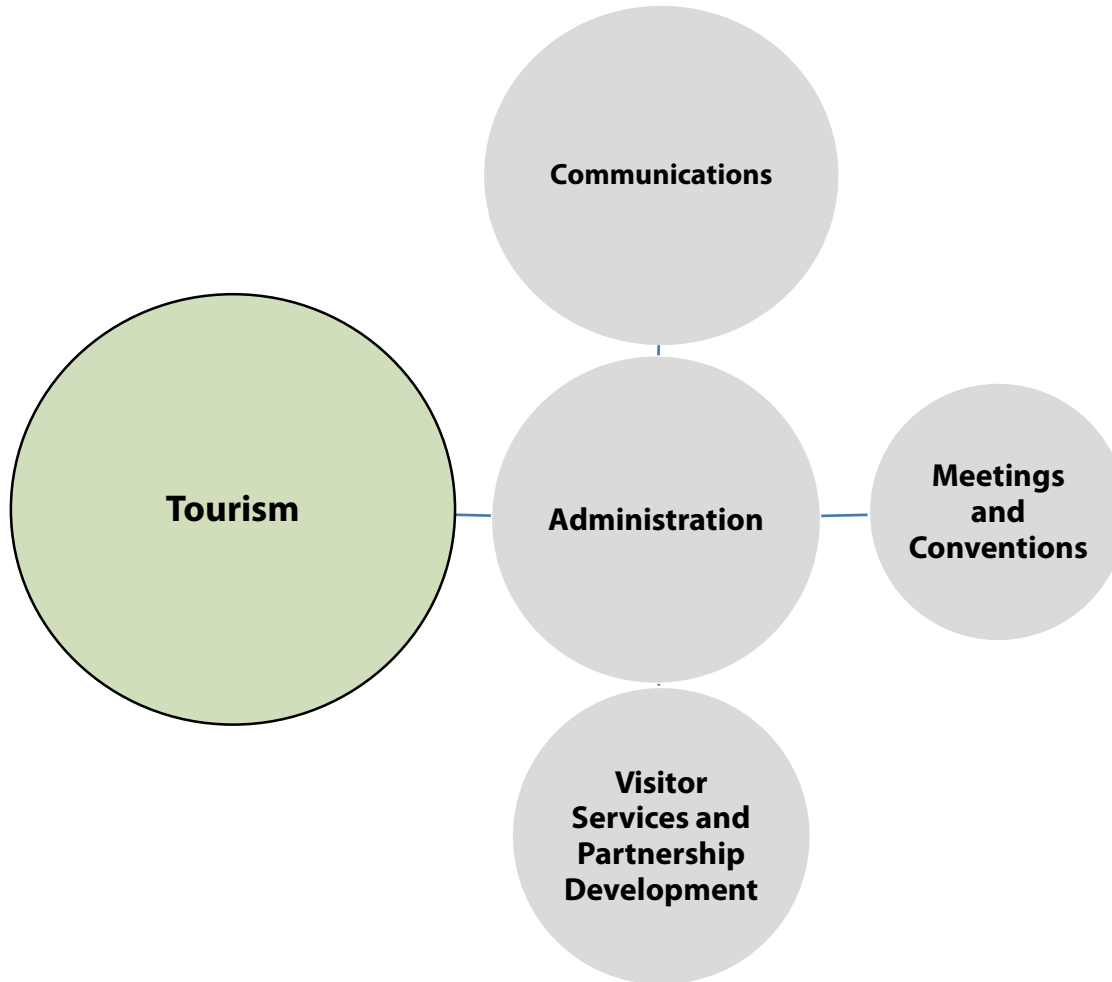 Communications
Tourism
Administration
Meetings
and
Conventions
Visitor
Services and
Partnership
Development